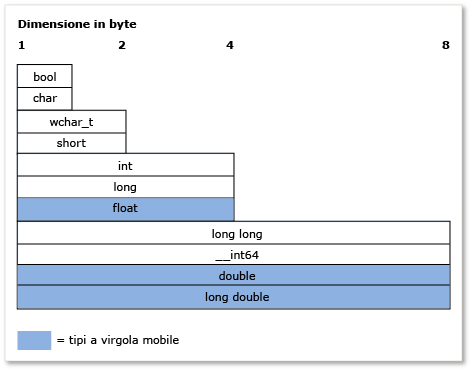 Dimensione in byte
1 2 4 8
bool
char
wchar_t
short
int
long
float
long long
__int64
double
long double
= tipi a virgola mobile